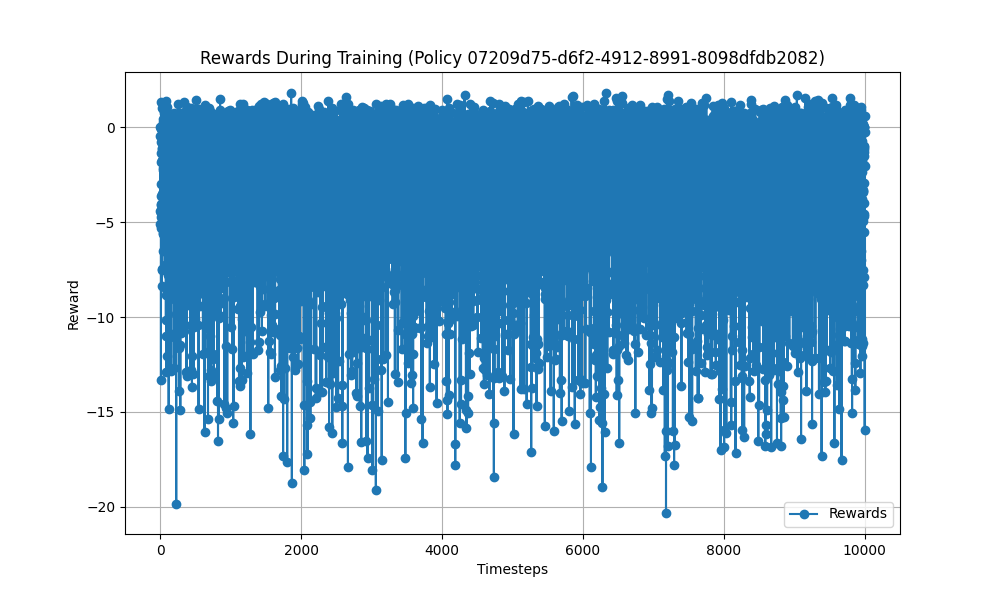 Rewards During Training (Policy 07209d75-d6f2-4912-8991-8098dfdb2082)
0
−5
−10
−15
−20
Reward
0 2000 4000 6000 8000 10000
Timesteps
Rewards